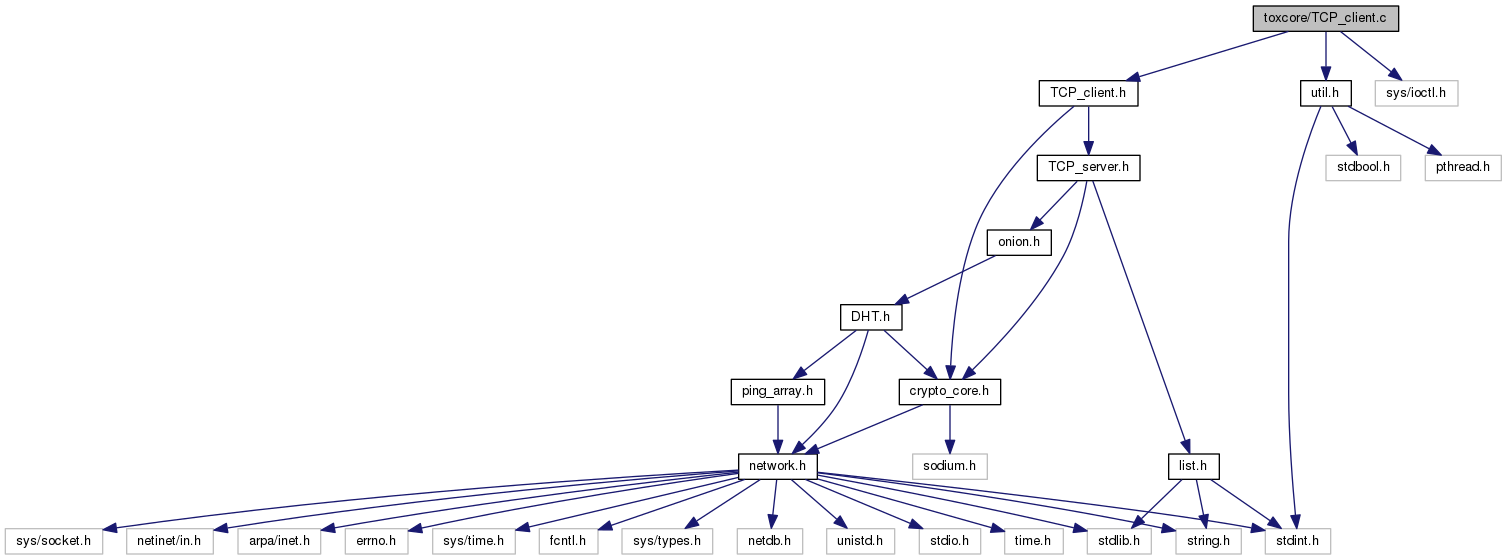 toxcore/TCP_client.c
TCP_client.h
util.h
sys/ioctl.h
TCP_server.h
stdbool.h
pthread.h
onion.h
DHT.h
ping_array.h
crypto_core.h
network.h
sodium.h
list.h
sys/socket.h
netinet/in.h
arpa/inet.h
errno.h
sys/time.h
fcntl.h
sys/types.h
netdb.h
unistd.h
stdio.h
time.h
stdlib.h
string.h
stdint.h